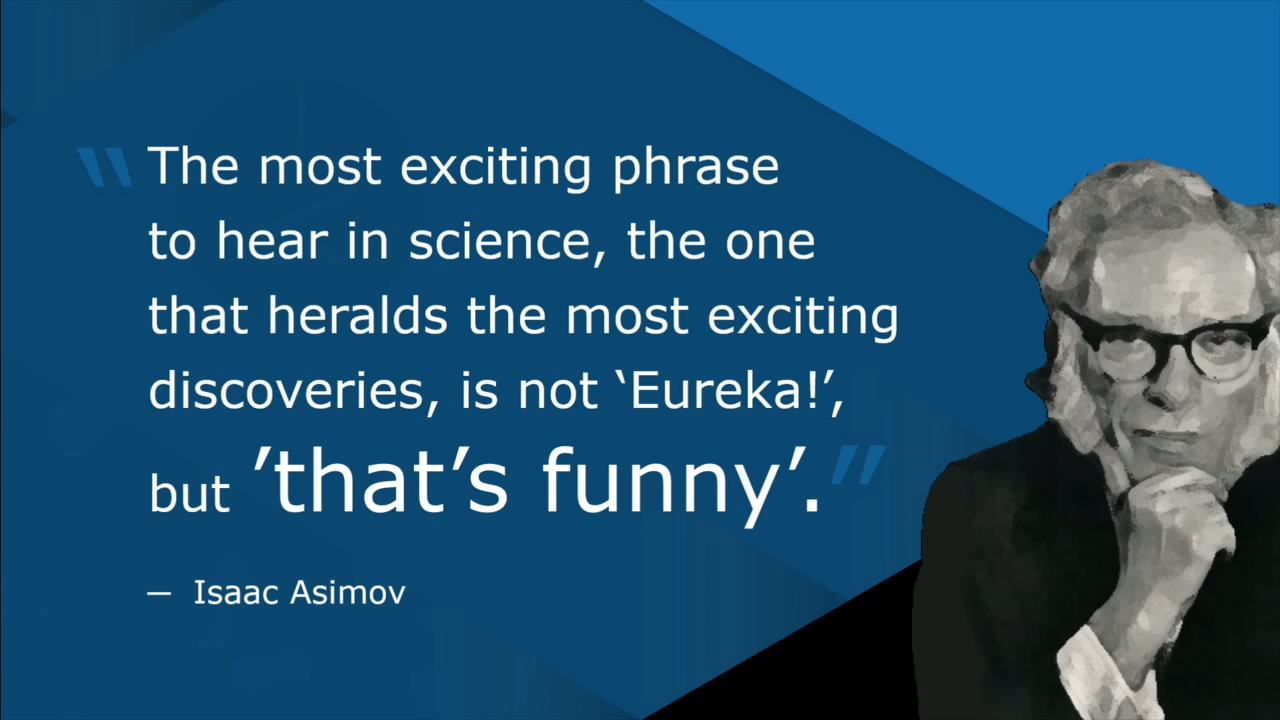 "The most exciting phrase
to hear in science, the one
that heralds the most exciting
discoveries, is not ‘Eureka!’,
but ’that’s funny’.”
— Isaac Asimov